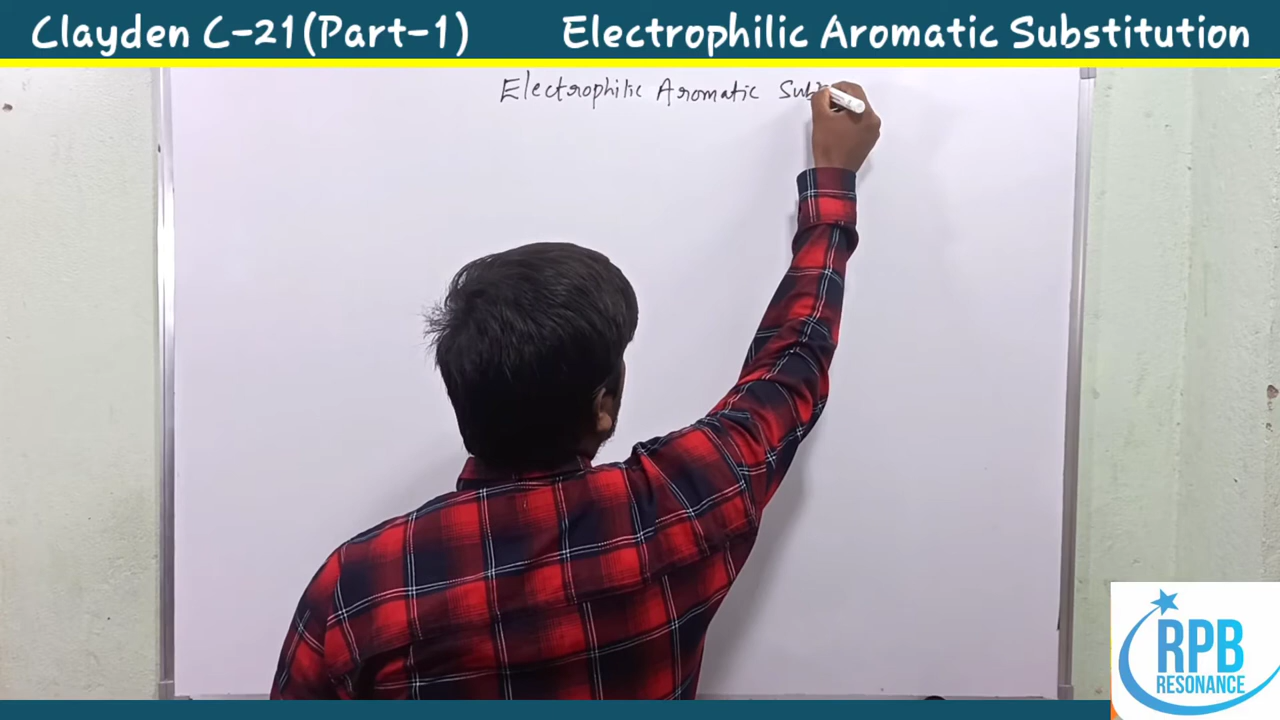 Clayden C-21(Part-1) Electrophilic Aromatic Substitution
Electrophilic Aromatic
RPB
RESONANCE